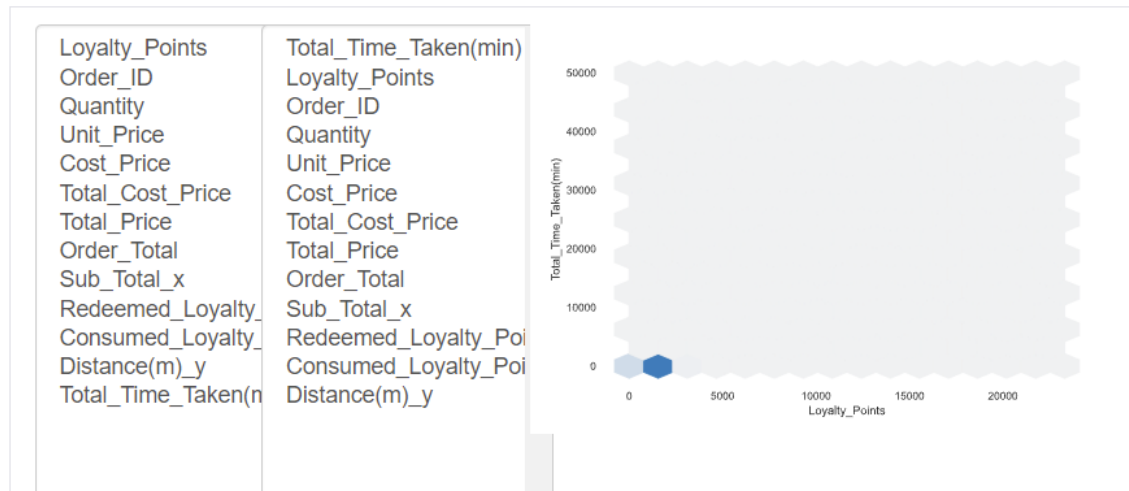 Loyalty_Points
Order_ID
Quantity
Unit_Price
Cost_Price
Total_Cost_Price
Total_Price
Order_Total
Sub_Total_x
Redeemed_Loyalty_
Consumed_Loyalty_
Distance(m)_y
Total_Time_Taken(n
Total_Time_Taken(min)
Loyalty_Points
Order_ID
Quantity
Unit_Price
Cost_Price
Total_Cost_Price
Total_Price
Order_Total
Sub_Total_x
Redeemed_Loyalty_Poi
Consumed_Loyalty_Poi
Distance(m)_y
Total_Time_Taken(min)
50000
40000
30000
20000
10000
0
0
5000
10000
15000
20000
Loyalty_Points